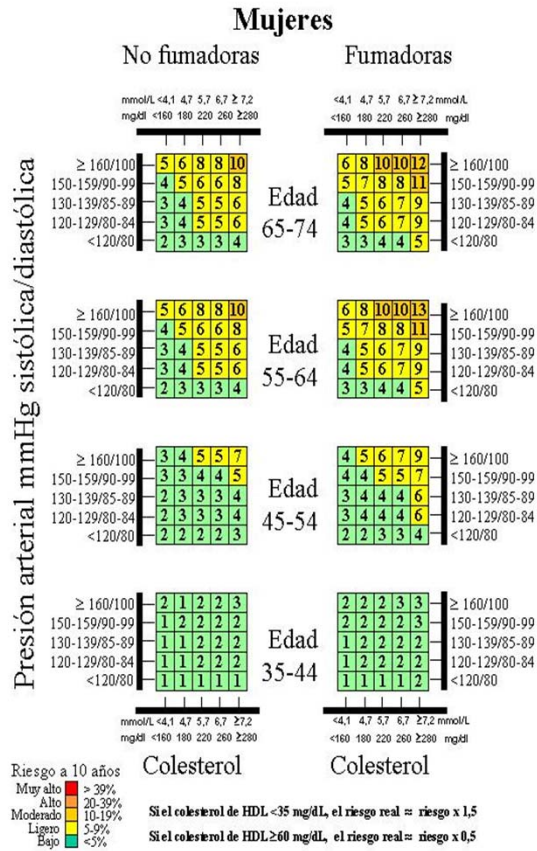 Mujeres
No fumadoras Fumadoras
mmol/L <4,1 4,7 5,7 6,7 ≥ 7,2 <4,1 4,7 5,7 6,7 ≥ 7,2 mmol/L
mg/dl <160 180 220 260 ≥280 <160 180 220 260 ≥280 mg/dl
Presión arterial mmHg sistólica/diastólica
≥ 160/100 5 6 8 8 10 6 8 10 10 12 ≥ 160/100
150-159/90-99 4 5 6 6 8 Edad 5 7 8 8 11 150-159/90-99
130-139/85-89 3 4 5 5 6 65-74 4 5 6 7 9 130-139/85-89
120-129/80-84 3 4 5 5 6 4 5 6 7 9 120-129/80-84
<120/80 2 3 3 3 4 3 3 4 4 5 <120/80
≥ 160/100 5 6 8 8 10 6 8 10 10 13 ≥ 160/100
150-159/90-99 4 5 6 6 8 Edad 5 7 8 8 11 150-159/90-99
130-139/85-89 3 4 5 5 6 55-64 4 5 6 7 9 130-139/85-89
120-129/80-84 3 4 5 5 6 4 5 6 7 9 120-129/80-84
<120/80 2 3 3 3 4 3 3 4 4 5 <120/80
≥ 160/100 3 4 5 5 7 4 5 6 7 9 ≥ 160/100
150-159/90-99 3 3 4 4 5 Edad 4 4 5 5 7 150-159/90-99
130-139/85-89 2 3 3 3 4 45-54 3 4 4 4 6 130-139/85-89
120-129/80-84 2 3 3 3 4 3 4 4 4 6 120-129/80-84
<120/80 2 2 2 2 3 2 2 3 3 4 <120/80
≥ 160/100 2 1 2 2 3 2 2 2 3 3 ≥ 160/100
150-159/90-99 1 2 2 2 2 Edad 2 2 2 2 3 150-159/90-99
130-139/85-89 1 1 2 2 2 35-44 1 2 2 2 2 130-139/85-89
120-129/80-84 1 1 2 2 2 1 2 2 2 2 120-129/80-84
<120/80 1 1 1 1 1 1 1 1 2 2 <120/80
mmol/L <4,1 4,7 5,7 6,7 ≥7,2 <4,1 4,7 5,7 6,7 ≥7,2 mmol/L
mg/dl <160 180 220 260 ≥280 <160 180 220 260 ≥280 mg/dl
Colesterol Colesterol
Riesgo a 10 años
Muy alto > 39%
Alto 20-39%
Moderado 10-19%
Ligero 5-9%
Bajo <5%
Si el colesterol de HDL <35 mg/dL, el riesgo real ≈ riesgo x 1,5
Si el colesterol de HDL ≥60 mg/dL, el riesgo real ≈ riesgo x 0,5